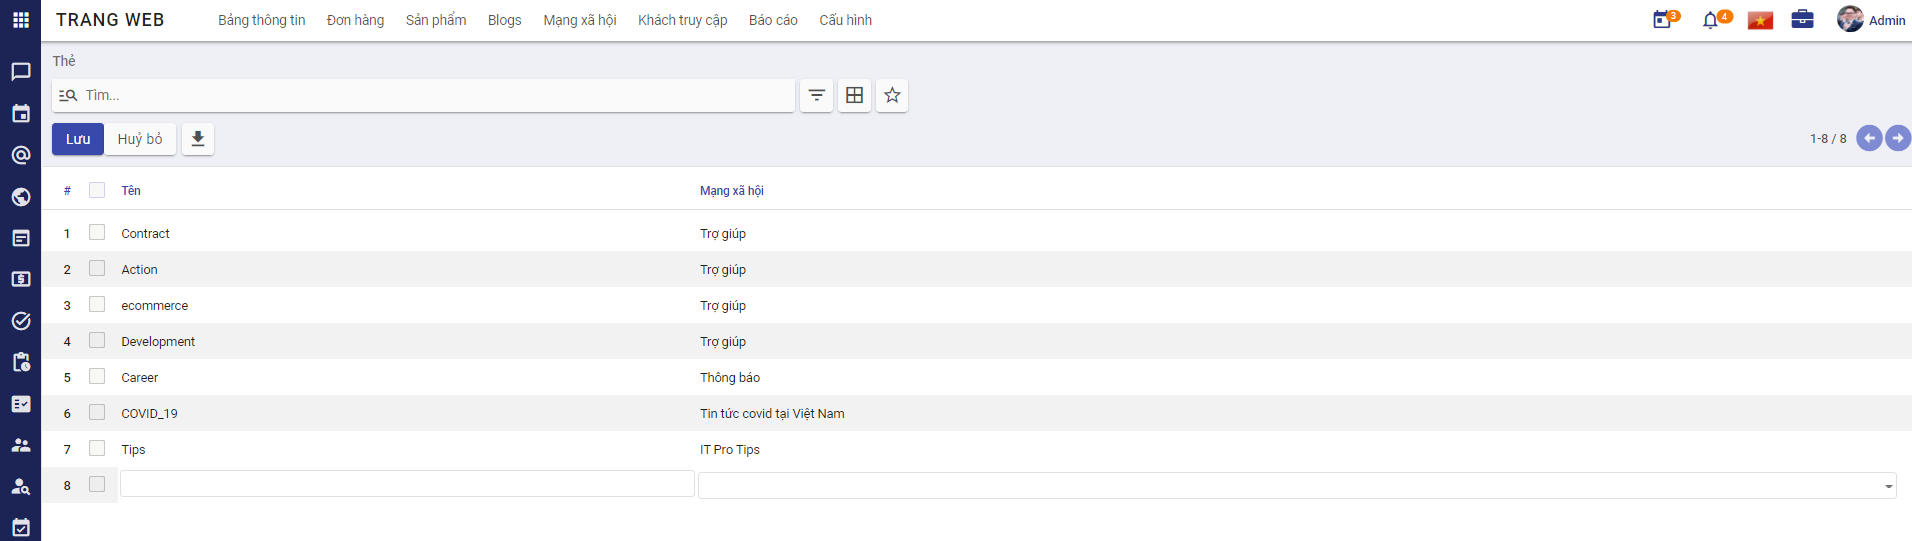 TRANG WEB Bảng thông tin Đơn hàng Sản phẩm Blogs Mạng xã hội Khách truy cập Báo cáo Cấu hình 3 4 Admin
Thẻ
Tìm...
Lưu Huỷ bỏ 1-8 / 8
# Tên Mạng xã hội
1 Contract Trợ giúp
2 Action Trợ giúp
3 ecommerce Trợ giúp
4 Development Trợ giúp
5 Career Thông báo
6 COVID_19 Tin tức covid tại Việt Nam
7 Tips IT Pro Tips
8